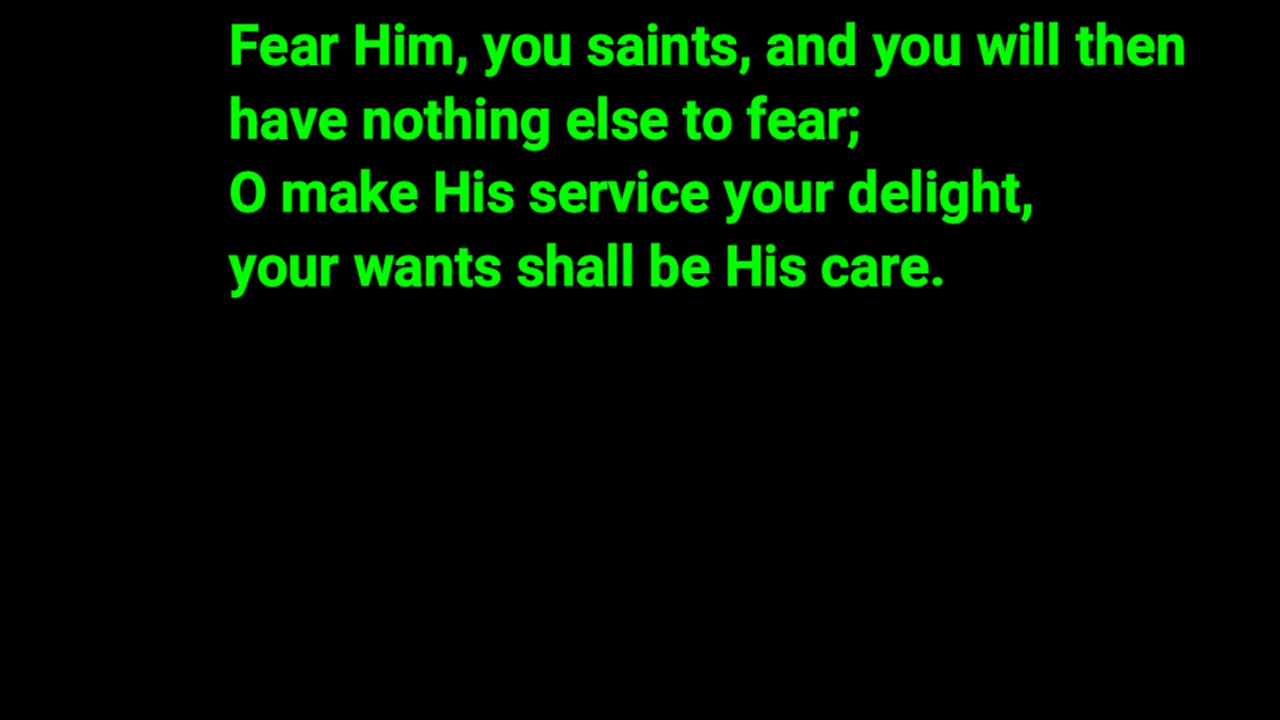 Fear Him, you saints, and you will then
have nothing else to fear;
O make His service your delight,
your wants shall be His care.